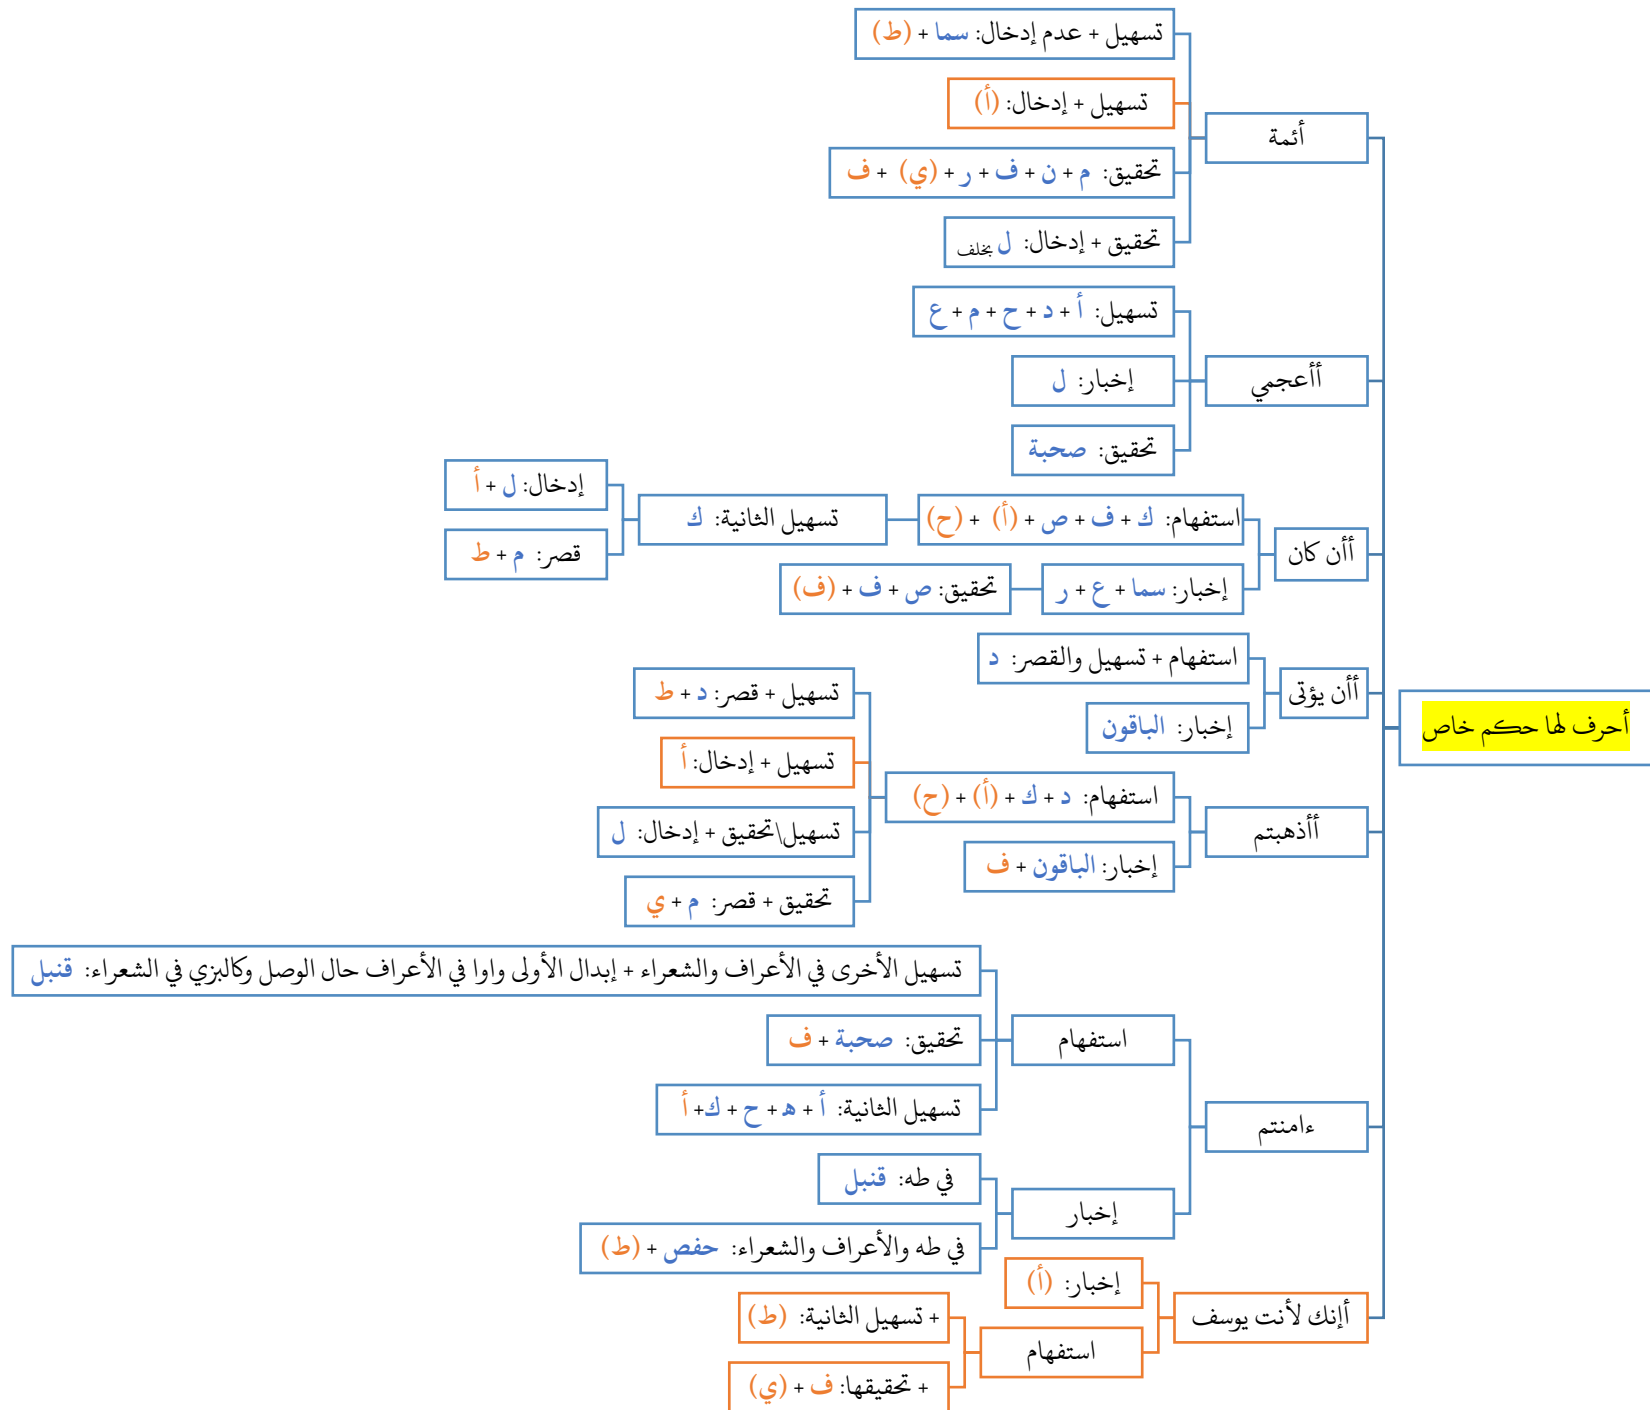 أحرف لها حكم خاص
أئمة
تسهيل + عدم إدخال: سما + (ط)
تسهيل + إدخال: (أ)
تحقيق: م + ن + ف + ر + (ي) + ف
تحقيق + إدخال: ل بخلف
أأعجمي
تسهيل: أ + د + ح + م + ع
إخبار: ل
تحقيق: صحبة
أأن كان
استفهام: ك + ف + ص + (أ) + (ح)
تسهيل الثانية: ك
إدخال: ل + أ
قصر: م + ط
إخبار: سما + ع + ر
تحقيق: ص + ف + (ف)
أأن يؤتى
استفهام + تسهيل والقصر: د
إخبار: الباقون
أأذهبتم
استفهام: د + ك + (أ) + (ح)
تسهيل + قصر: د + ط
تسهيل + إدخال: أ
تسهيل\تحقيق + إدخال: ل
تحقيق + قصر: م + ي
إخبار: الباقون + ف
ءامنتم
استفهام
تسهيل الأخرى في الأعراف والشعراء + إبدال الأولى واوا في الأعراف حال الوصل وكالبزي في الشعراء: قنبل
تحقيق: صحبة + ف
تسهيل الثانية: أ + ه + ح + ك+ أ
إخبار
في طه: قنبل
في طه والأعراف والشعراء: حفص + (ط)
أإنك لأنت يوسف
إخبار: (أ)
استفهام
+ تسهيل الثانية: (ط)
+ تحقيقها: ف + (ي)